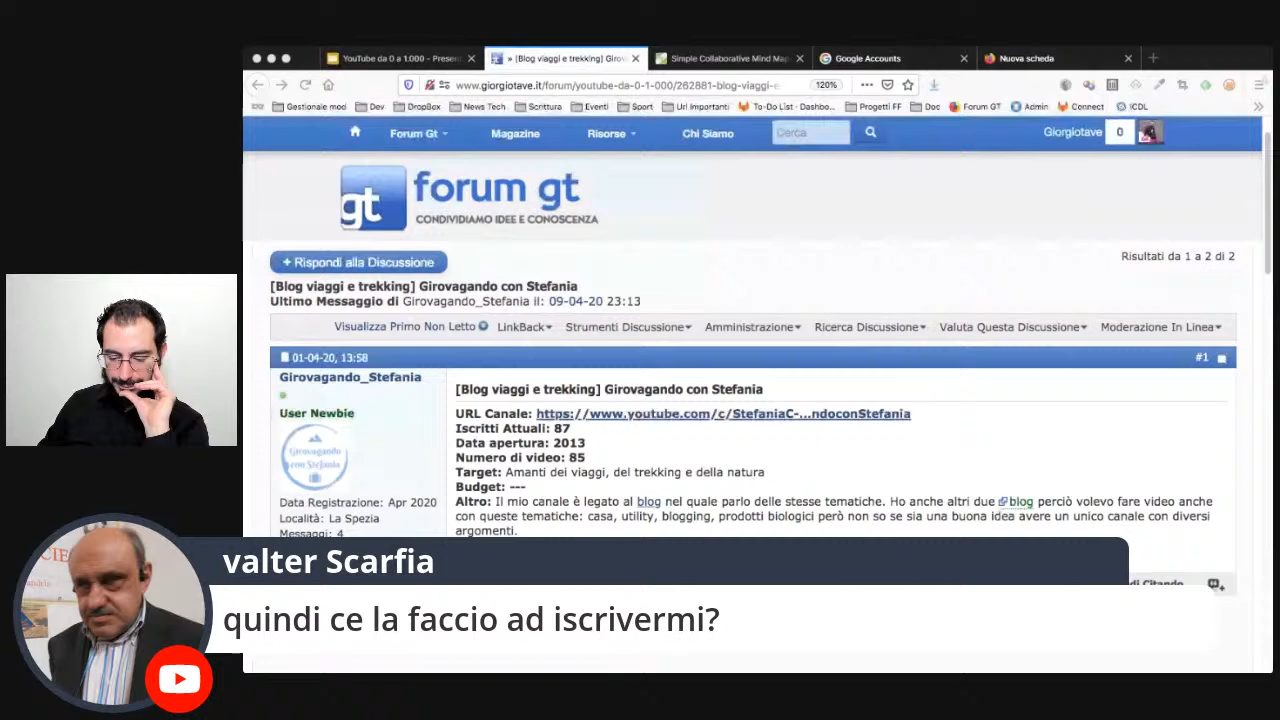 YouTube da 0 a 1.000 - Presen
» [Blog viaggi e trekking] Girov
Simple Collaborative Mind Map
Google Accounts
Nuova scheda
www.giorgiotave.it/forum/youtube-da-0-1-000/262881-blog-viaggi-e-
120%
Gestionale mod Dev DropBox News Tech Scrittura Eventi Sport Url Importanti To-Do List - Dashbo... Progetti FF Doc Forum GT Admin Connect ICDL
Forum Gt Magazine Risorse Chi Siamo Cerca Giorgiotave 0
gt forum gt
CONDIVIDIAMO IDEE E CONOSCENZA
+ Rispondi alla Discussione
Risultati da 1 a 2 di 2
[Blog viaggi e trekking] Girovagando con Stefania
Ultimo Messaggio di Girovagando_Stefania il: 09-04-20 23:13
Visualizza Primo Non Letto LinkBack Strumenti Discussione Amministrazione Ricerca Discussione Valuta Questa Discussione Moderazione In Linea
01-04-20, 13:58 #1
Girovagando_Stefania
User Newbie
Girovagando
con Stefania
Data Registrazione: Apr 2020
Località: La Spezia
Messaggi: 4
[Blog viaggi e trekking] Girovagando con Stefania
URL Canale: https://www.youtube.com/c/StefaniaC-...ndoconStefania
Iscritti Attuali: 87
Data apertura: 2013
Numero di video: 85
Target: Amanti dei viaggi, del trekking e della natura
Budget: ---
Altro: Il mio canale è legato al blog nel quale parlo delle stesse tematiche. Ho anche altri due blog perciò volevo fare video anche
con queste tematiche: casa, utility, blogging, prodotti biologici però non so se sia una buona idea avere un unico canale con diversi
argomenti.
di Citando
valter Scarfia
quindi ce la faccio ad iscrivermi?